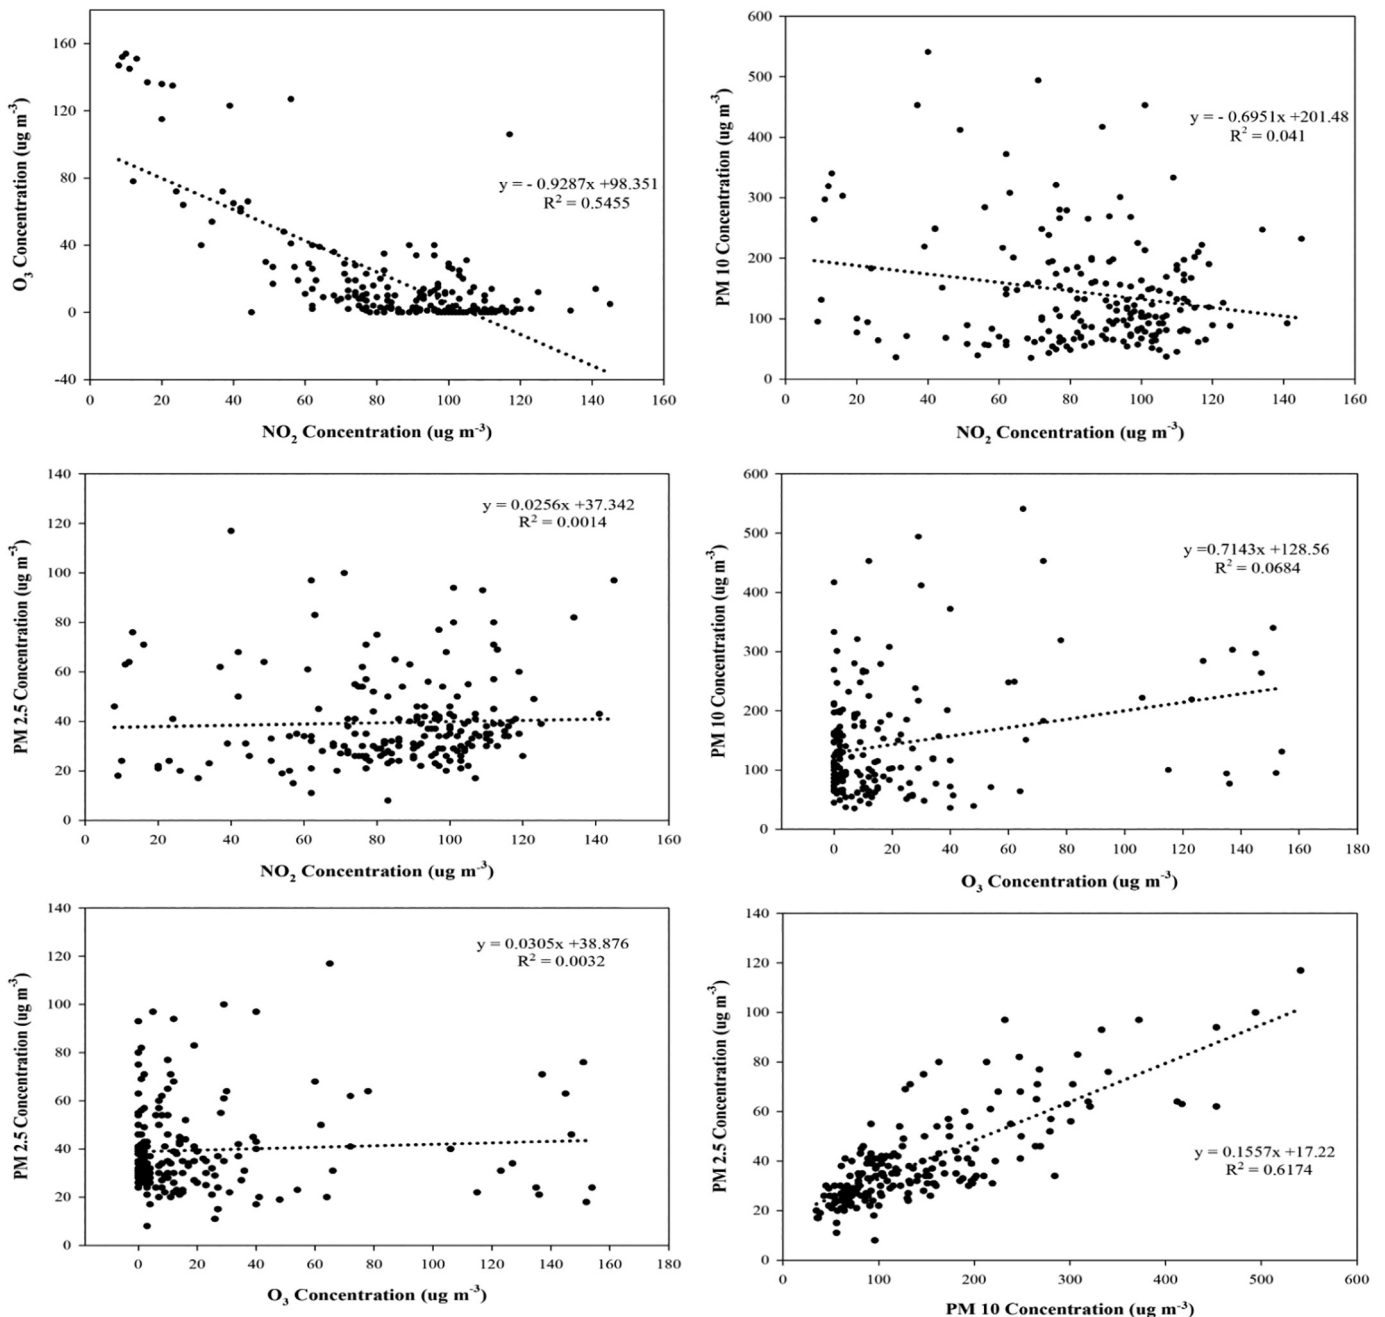 160
120
80
40
0
-40
O3 Concentration (ug m-3)
y = - 0.9287x +98.351
R2 = 0.5455
0 20 40 60 80 100 120 140 160
NO2 Concentration (ug m-3)
600
500
400
300
200
100
0
PM 10 Concentration (ug m-3)
y = - 0.6951x +201.48
R2 = 0.041
0 20 40 60 80 100 120 140 160
NO2 Concentration (ug m-3)
140
120
100
80
60
40
20
0
PM 2.5 Concentration (ug m-3)
y = 0.0256x +37.342
R2 = 0.0014
0 20 40 60 80 100 120 140 160
NO2 Concentration (ug m-3)
600
500
400
300
200
100
0
PM 10 Concentration (ug m-3)
y =0.7143x +128.56
R2 = 0.0684
0 20 40 60 80 100 120 140 160 180
O3 Concentration (ug m-3)
140
120
100
80
60
40
20
0
PM 2.5 Concentration (ug m-3)
y = 0.0305x +38.876
R2 = 0.0032
0 20 40 60 80 100 120 140 160 180
O3 Concentration (ug m-3)
140
120
100
80
60
40
20
0
PM 2.5 Concentration (ug m-3)
y = 0.1557x +17.22
R2 = 0.6174
0 100 200 300 400 500 600
PM 10 Concentration (ug m-3)